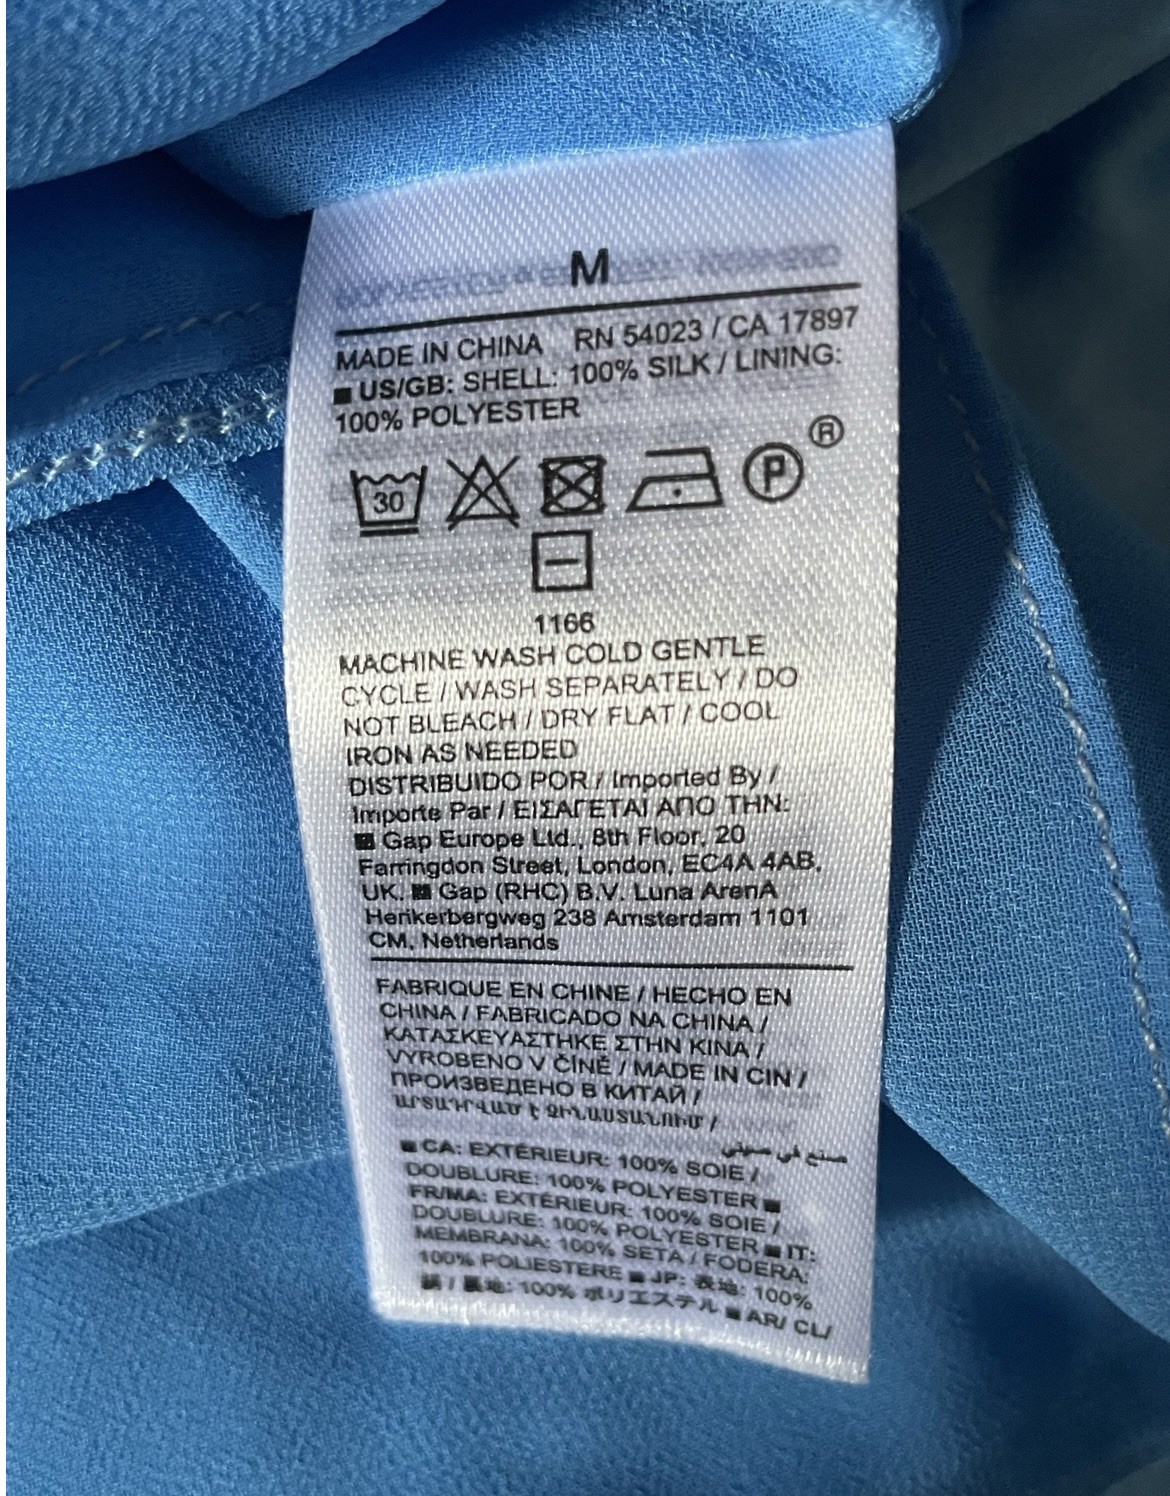 M
MADE IN CHINA RN 54023 / CA 17897
■ US/GB: SHELL: 100% SILK / LINING:
100% POLYESTER
30 P ®
1166
MACHINE WASH COLD GENTLE
CYCLE / WASH SEPARATELY / DO
NOT BLEACH / DRY FLAT / COOL
IRON AS NEEDED
DISTRIBUIDO POR / Imported By /
Importe Par / ΕΙΣΑΓΕΤΑΙ ΑΠΟ ΤΗΝ:
■ Gap Europe Ltd., 8th Floor, 20
Farringdon Street, London, EC4A 4AB,
UK. ■ Gap (RHC) B.V. Luna ArenA
Herikerbergweg 238 Amsterdam 1101
CM, Netherlands
FABRIQUE EN CHINE / HECHO EN
CHINA / FABRICADO NA CHINA /
ΚΑΤΑΣΚΕΥΑΣΤΗΚΕ ΣΤΗΝ ΚΙΝΑ /
VYROBENO V ČÍNĚ / MADE IN CIN /
ПРОИЗВЕДЕНО В КИТАЙ /
ԱՐՏԱԴՐՎԱԾ Է ՉԻՆԱՍՏԱՆՈՒՄ /
صنع في صيني
■ CA: EXTÉRIEUR: 100% SOIE /
DOUBLURE: 100% POLYESTER ■
FR/MA: EXTÉRIEUR: 100% SOIE /
DOUBLURE: 100% POLYESTER ■ IT:
MEMBRANA: 100% SETA / FODERA:
100% POLIESTERE ■ JP: 表地: 100%
絹 / 裏地: 100% ポリエステル ■ AR/ CL/